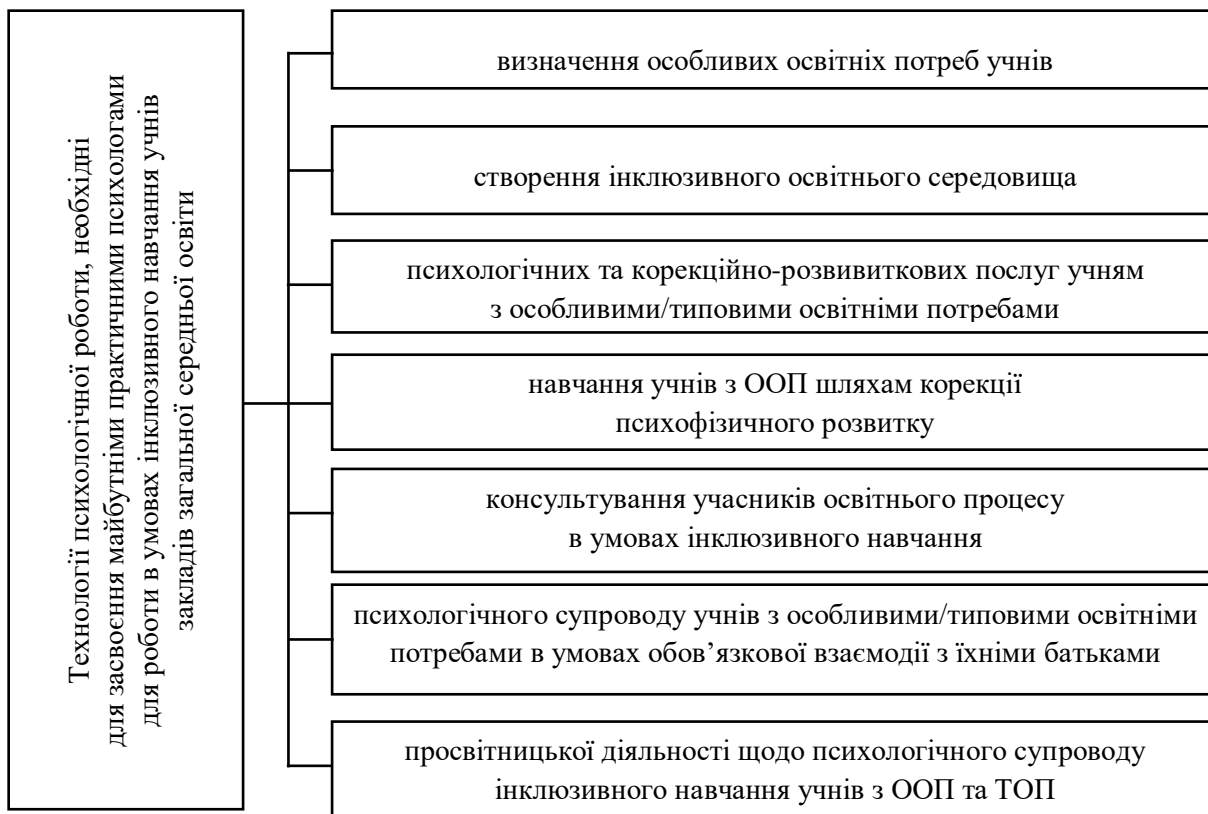 Технології психологічної роботи, необхідні
для засвоєння майбутніми практичними психологами
для роботи в умовах інклюзивного навчання учнів
закладів загальної середньої освіти
визначення особливих освітніх потреб учнів
створення інклюзивного освітнього середовища
психологічних та корекційно-розвивиткових послуг учням
з особливими/типовими освітніми потребами
навчання учнів з ООП шляхам корекції
психофізичного розвитку
консультування учасників освітнього процесу
в умовах інклюзивного навчання
психологічного супроводу учнів з особливими/типовими освітніми
потребами в умовах обов’язкової взаємодії з їхніми батьками
просвітницької діяльності щодо психологічного супроводу
інклюзивного навчання учнів з ООП та ТОП